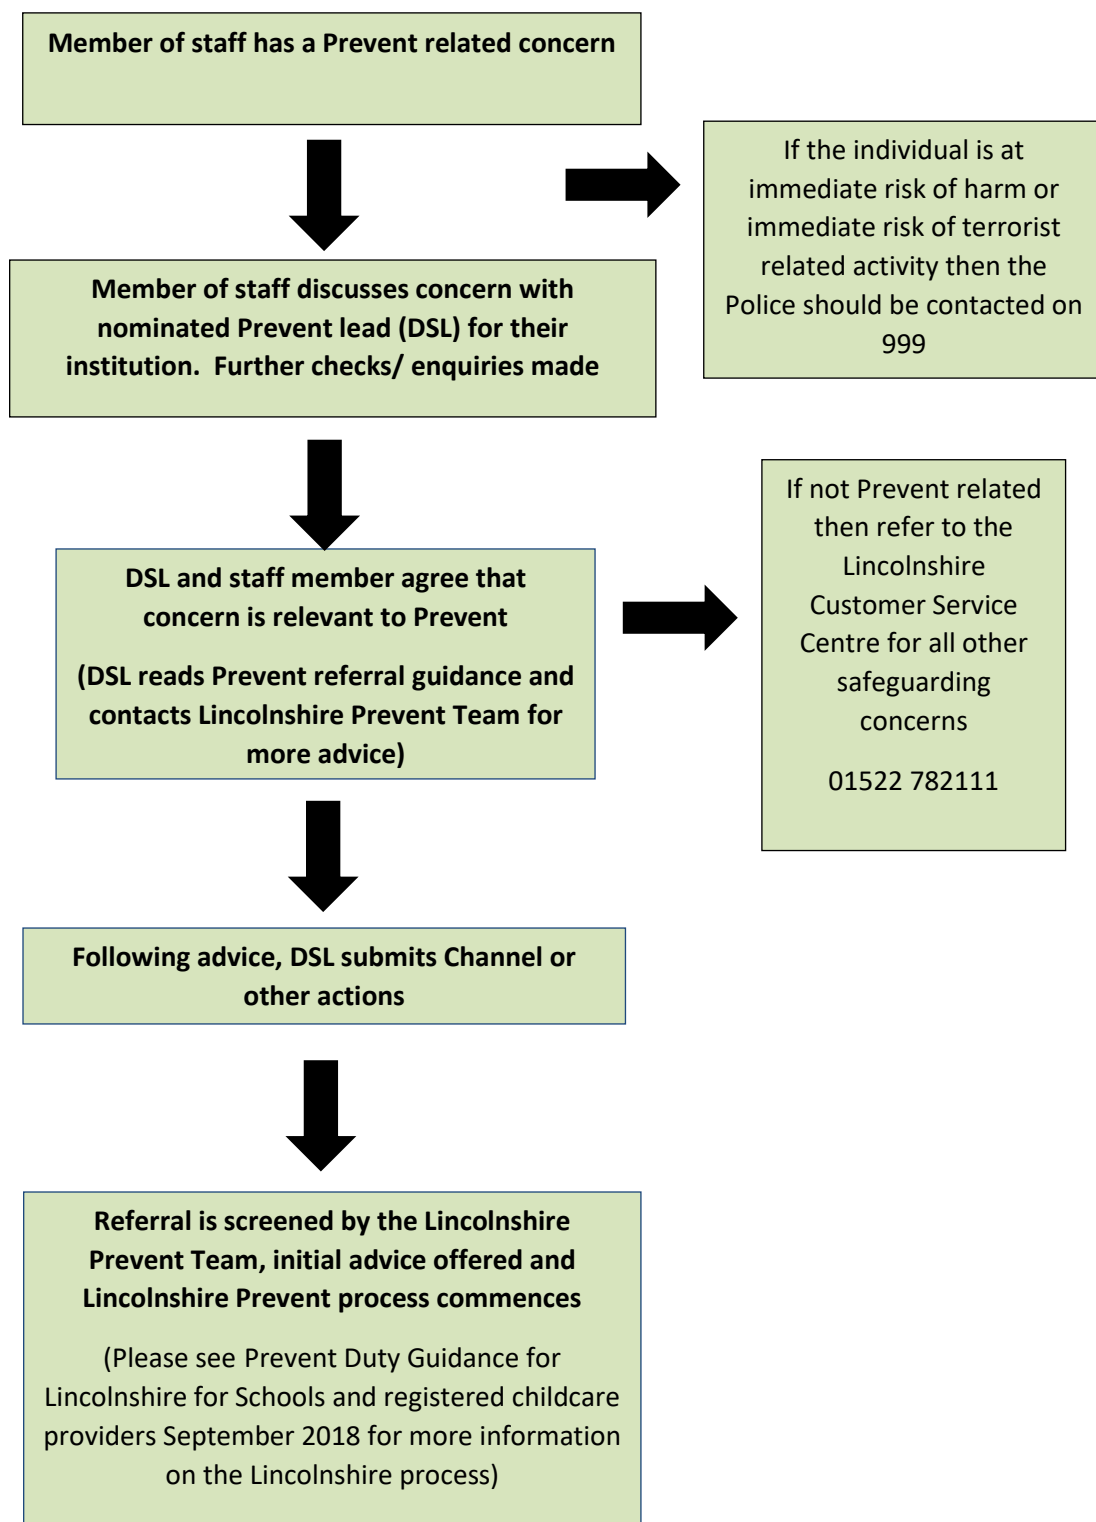 Member of staff has a Prevent related concern
If the individual is at
immediate risk of harm or
immediate risk of terrorist
related activity then the
Police should be contacted on
999
Member of staff discusses concern with
nominated Prevent lead (DSL) for their
institution.  Further checks/ enquiries made
If not Prevent related
then refer to the
Lincolnshire
Customer Service
Centre for all other
safeguarding
concerns
01522 782111
DSL and staff member agree that
concern is relevant to Prevent
(DSL reads Prevent referral guidance and
contacts Lincolnshire Prevent Team for
more advice)
Following advice, DSL submits Channel or
other actions
Referral is screened by the Lincolnshire
Prevent Team, initial advice offered and
Lincolnshire Prevent process commences
(Please see Prevent Duty Guidance for
Lincolnshire for Schools and registered childcare
providers September 2018 for more information
on the Lincolnshire process)